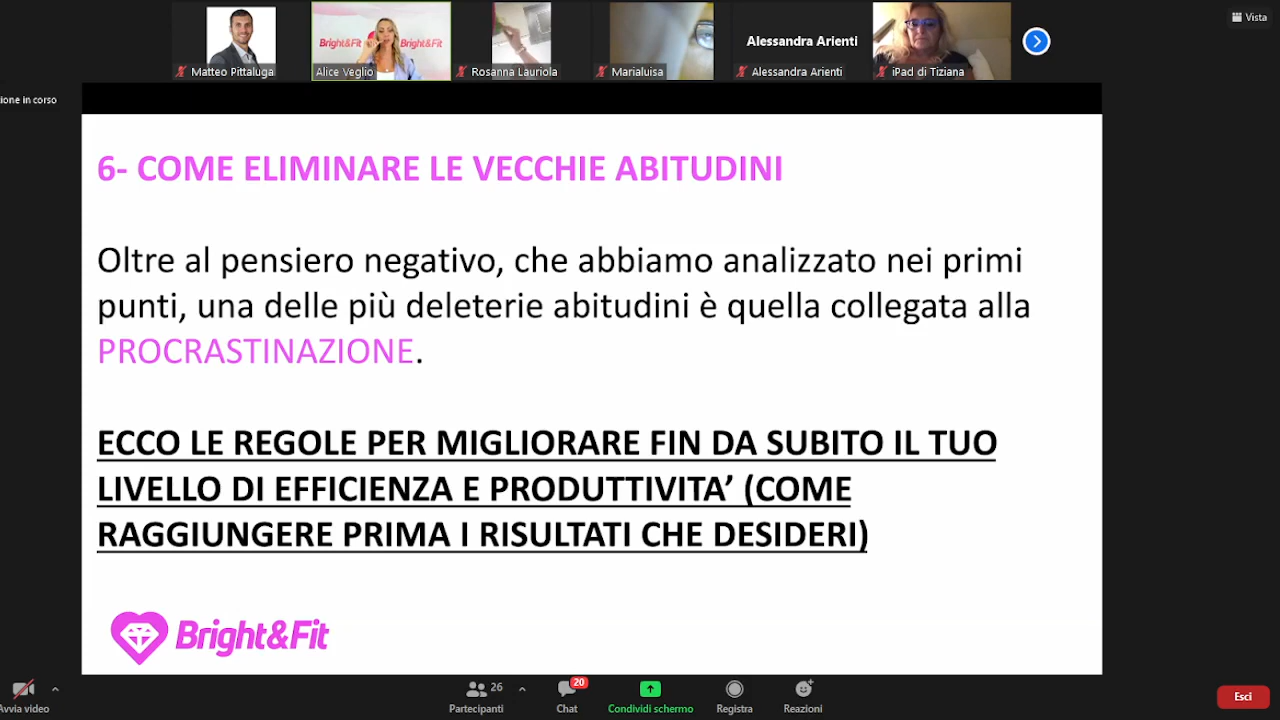 Vista
Bright&Fit Bright&Fit
Alessandra Arienti
Matteo Pittaluga
Alice Veglio
Rosanna Lauriola
Marialuisa
Alessandra Arienti
iPad di Tiziana
ione in corso
6- COME ELIMINARE LE VECCHIE ABITUDINI
Oltre al pensiero negativo, che abbiamo analizzato nei primi
punti, una delle più deleterie abitudini è quella collegata alla
PROCRASTINAZIONE.
ECCO LE REGOLE PER MIGLIORARE FIN DA SUBITO IL TUO
LIVELLO DI EFFICIENZA E PRODUTTIVITA’ (COME
RAGGIUNGERE PRIMA I RISULTATI CHE DESIDERI)
Bright&Fit
26
20
Avvia video
Partecipanti
Chat
Condividi schermo
Registra
Reazioni
Esci